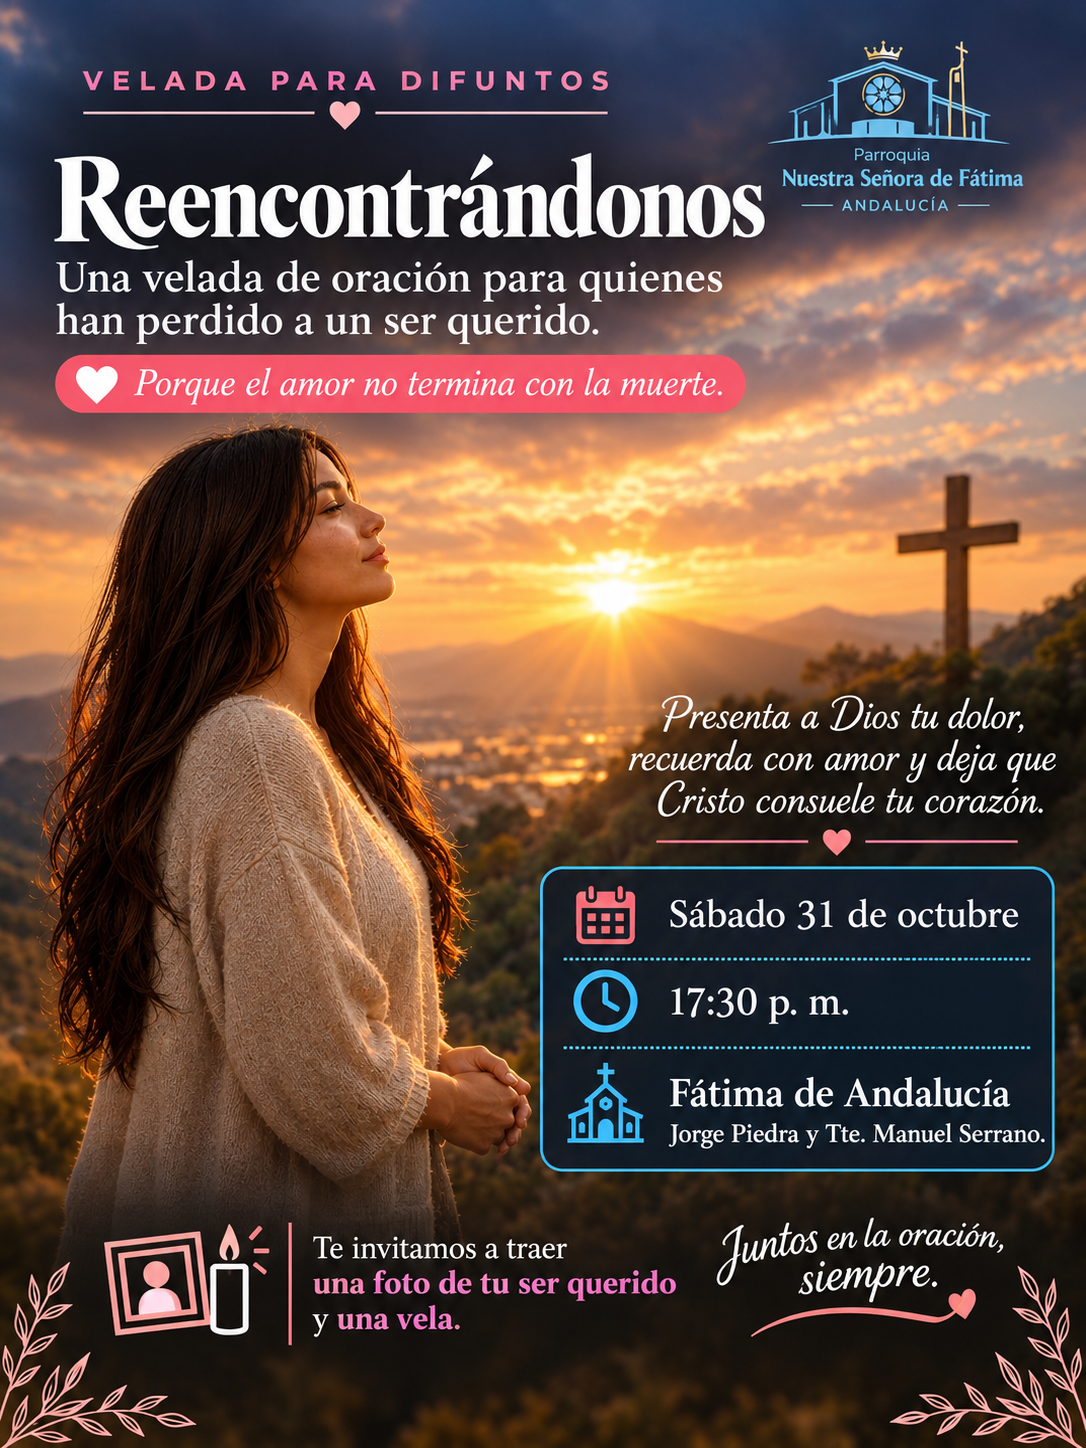 VELADA PARA DIFUNTOS
Parroquia
Nuestra Señora de Fátima
ANDALUCÍA
Reencontrándonos
Una velada de oración para quienes
han perdido a un ser querido.
Porque el amor no termina con la muerte.
Presenta a Dios tu dolor,
recuerda con amor y deja que
Cristo consuele tu corazón.
Sábado 31 de octubre
17:30 p. m.
Fátima de Andalucía
Jorge Piedra y Tte. Manuel Serrano.
Te invitamos a traer
una foto de tu ser querido
y una vela.
Juntos en la oración,
siempre.